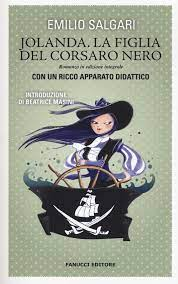 EMILIO SALGARI
JOLANDA. LA FIGLIA
DEL CORSARO NERO
Romanzo in edizione integrale
CON UN RICCO APPARATO DIDATTICO
INTRODUZIONE
DI BEATRICE MASINI
FANUCCI EDITORE